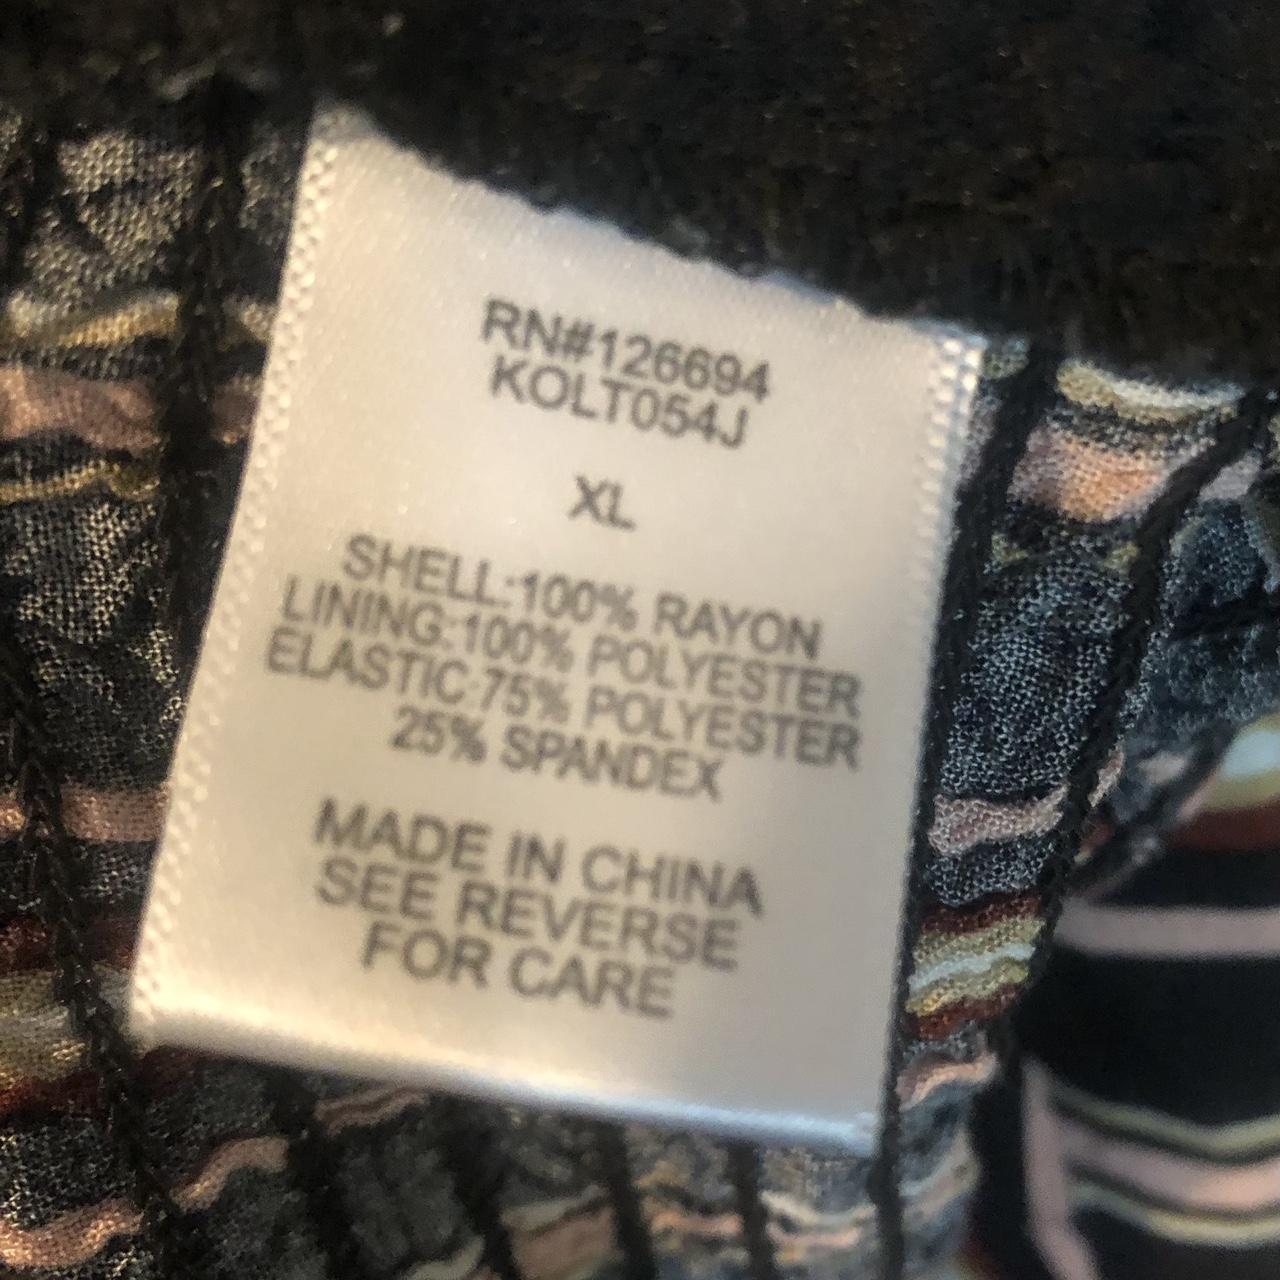 RN#126694
KOLT054J
XL
SHELL:100% RAYON
LINING:100% POLYESTER
ELASTIC:75% POLYESTER
25% SPANDEX
MADE IN CHINA
SEE REVERSE
FOR CARE